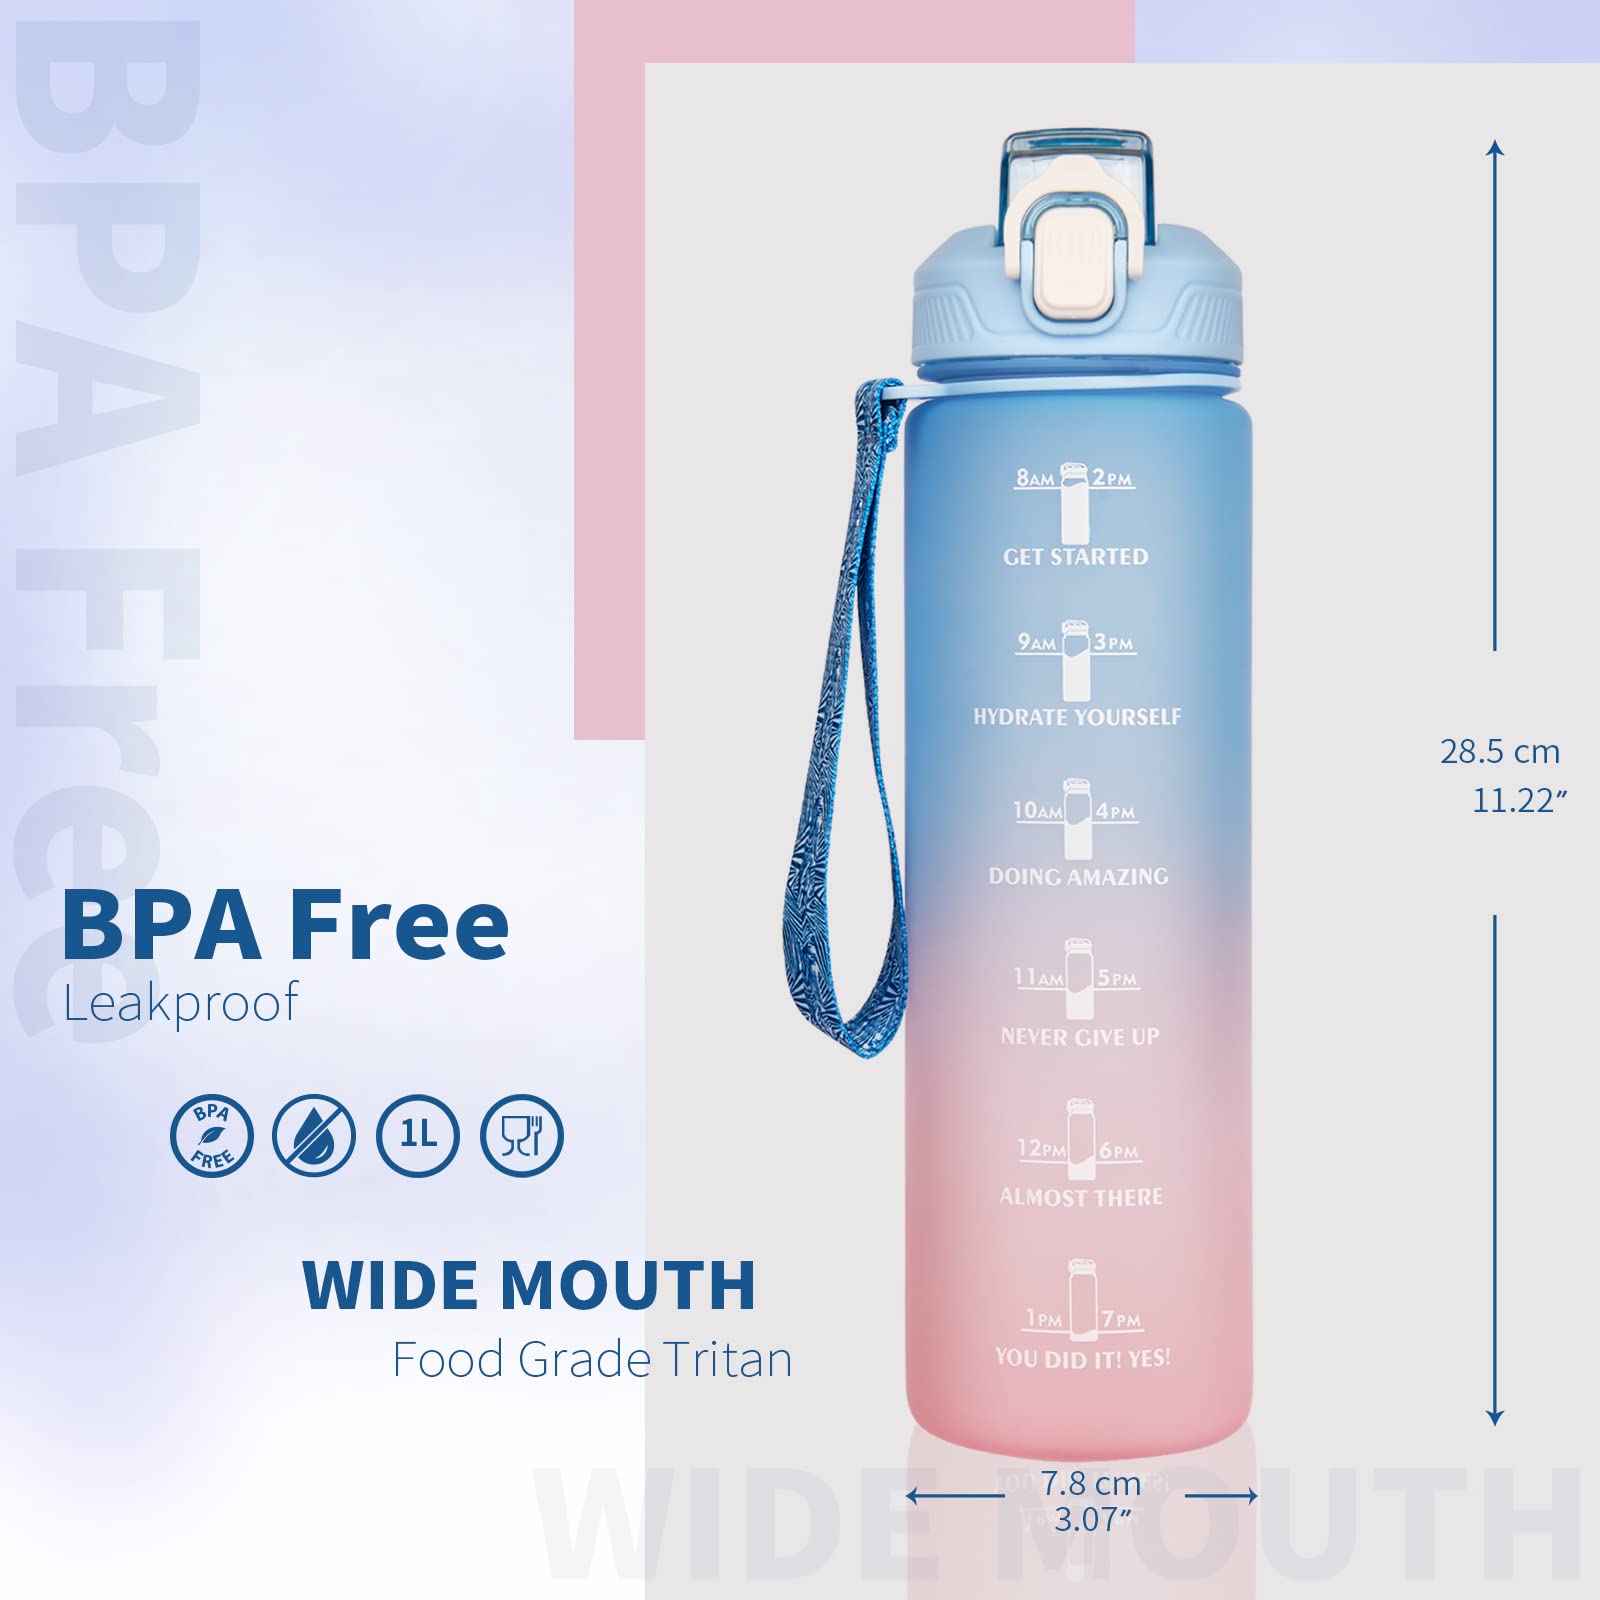 BPA Free
BPA Free
Leakproof
BPA
FREE
1L
WIDE MOUTH
Food Grade Tritan
8AM 2PM
GET STARTED
9AM 3PM
HYDRATE YOURSELF
10AM 4PM
DOING AMAZING
11AM 5PM
NEVER GIVE UP
12PM 6PM
ALMOST THERE
1PM 7PM
YOU DID IT! YES!
28.5 cm
11.22″
7.8 cm
3.07″
WIDE MOUTH